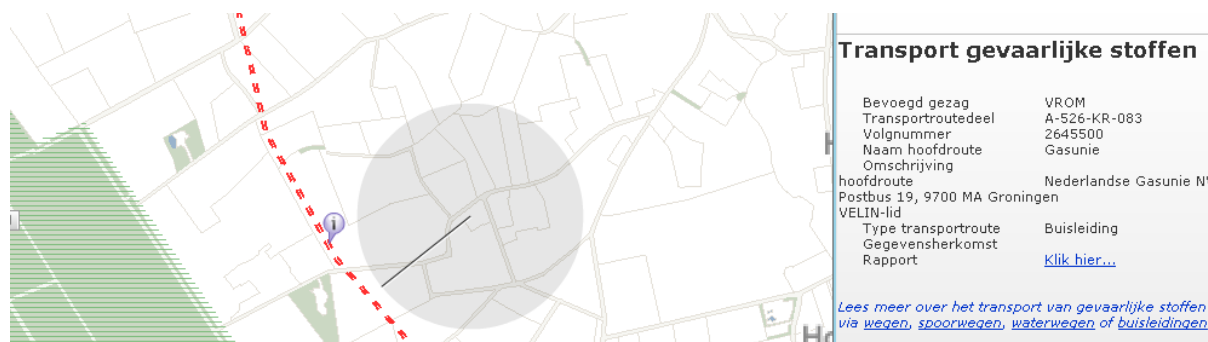 Transport gevaarlijke stoffen
Bevoegd gezag VROM
Transportroutedeel A-526-KR-083
Volgnummer 2645500
Naam hoofdroute Gasunie
Omschrijving
hoofdroute Nederlandse Gasunie
Postbus 19, 9700 MA Groningen
VELIN-lid
Type transportroute Buisleiding
Gegevensherkomst
Rapport Klik hier...
Lees meer over het transport van gevaarlijke stoffen
via wegen, spoorwegen, waterwegen of buisleidingen
i